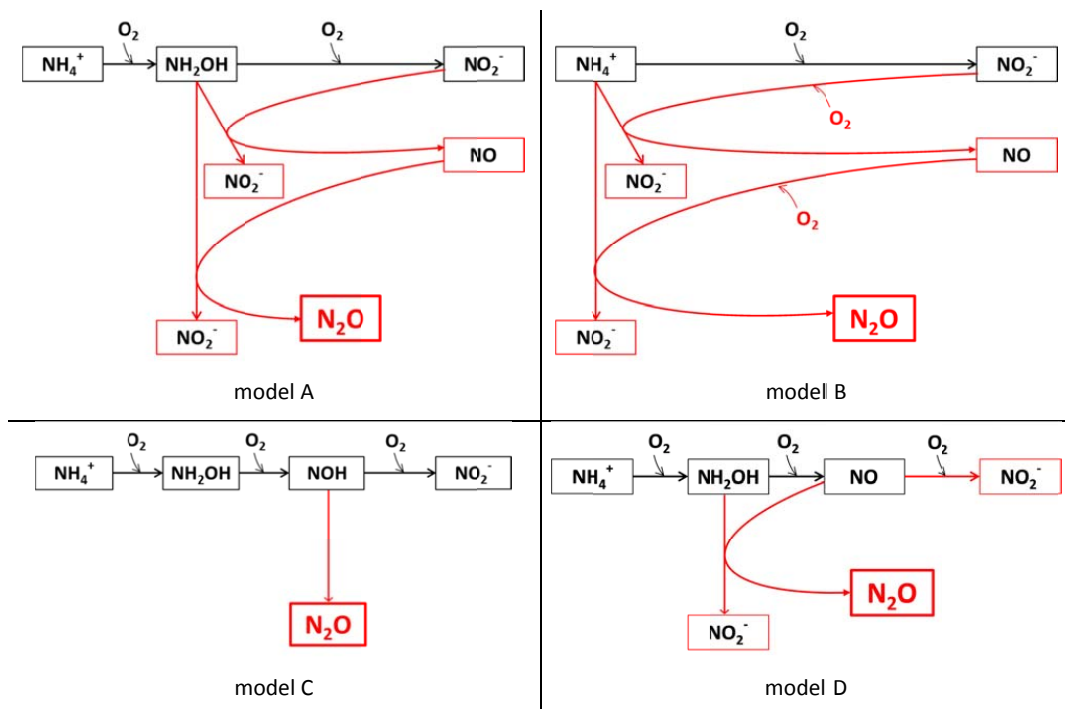 O₂ O₂
NH₄⁺ NH₂OH NO₂⁻
NO
NO₂⁻
N₂O
NO₂⁻
model A
O₂
NH₄⁺ NO₂⁻
O₂
NO
NO₂⁻
O₂
N₂O
NO₂⁻
model B
O₂ O₂ O₂
NH₄⁺ NH₂OH NOH NO₂⁻
N₂O
model C
O₂ O₂ O₂
NH₄⁺ NH₂OH NO NO₂⁻
N₂O
NO₂⁻
model D